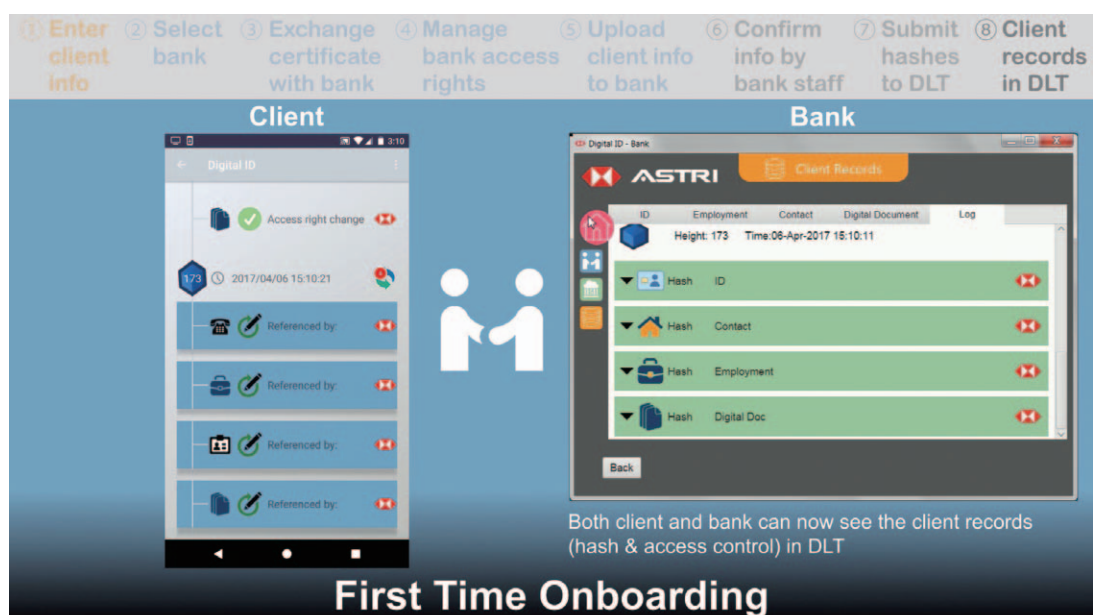 ① Enter client info
② Select bank
③ Exchange certificate with bank
④ Manage bank access rights
⑤ Upload client info to bank
⑥ Confirm info by bank staff
⑦ Submit hashes to DLT
⑧ Client records in DLT
Client
3:10
Digital ID
Access right change
173
2017/04/06 15:10:21
Referenced by:
Referenced by:
Referenced by:
Referenced by:
Bank
Digital ID - Bank
ASTRI
Client Records
ID Employment Contact Digital Document Log
Height: 173 Time:06-Apr-2017 15:10:11
Hash ID
Hash Contact
Hash Employment
Hash Digital Doc
Back
Both client and bank can now see the client records
(hash & access control) in DLT
First Time Onboarding